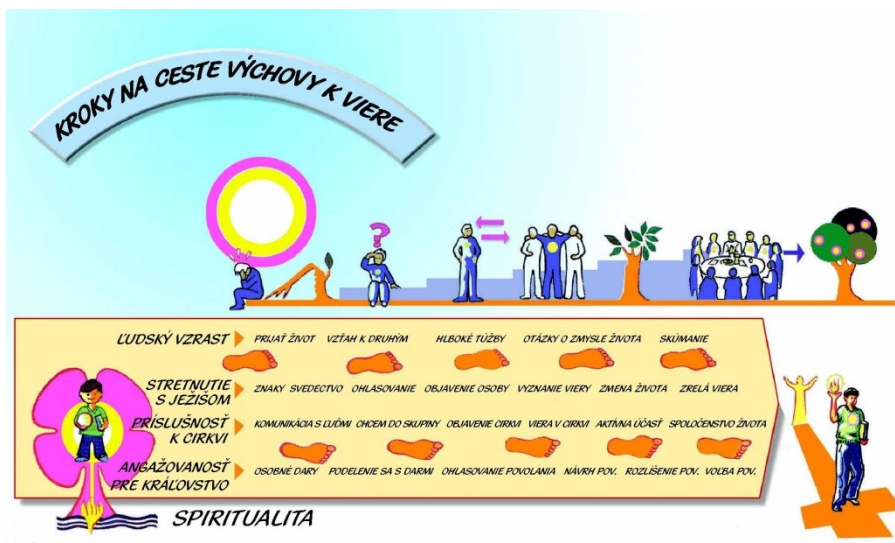 KROKY NA CESTE VÝCHOVY K VIERE
?
ĽUDSKÝ VZRAST
PRIJAŤ ŽIVOT VZŤAH K DRUHÝM HLBOKÉ TÚŽBY OTÁZKY O ZMYSLE ŽIVOTA SKÚMANIE
STRETNUTIE
S JEŽIŠOM
ZNAKY SVEDECTVO OHLASOVANIE OBJAVENIE OSOBY VYZNANIE VIERY ZMENA ŽIVOTA ZRELÁ VIERA
PRÍSLUŠNOSŤ
K CIRKVI
KOMUNIKÁCIA S ĽUĎMI CHCEM DO SKUPINY OBJAVENIE CIRKVI VIERA V CIRKVI AKTÍVNA ÚČASŤ SPOLOČENSTVO ŽIVOTA
ANGAŽOVANOSŤ
PRE KRÁĽOVSTVO
OSOBNÉ DARY PODELENIE SA S DARMI OHLASOVANIE POVOLANIA NÁVRH POV. ROZLÍŠENIE POV. VOĽBA POV.
SPIRITUALITA